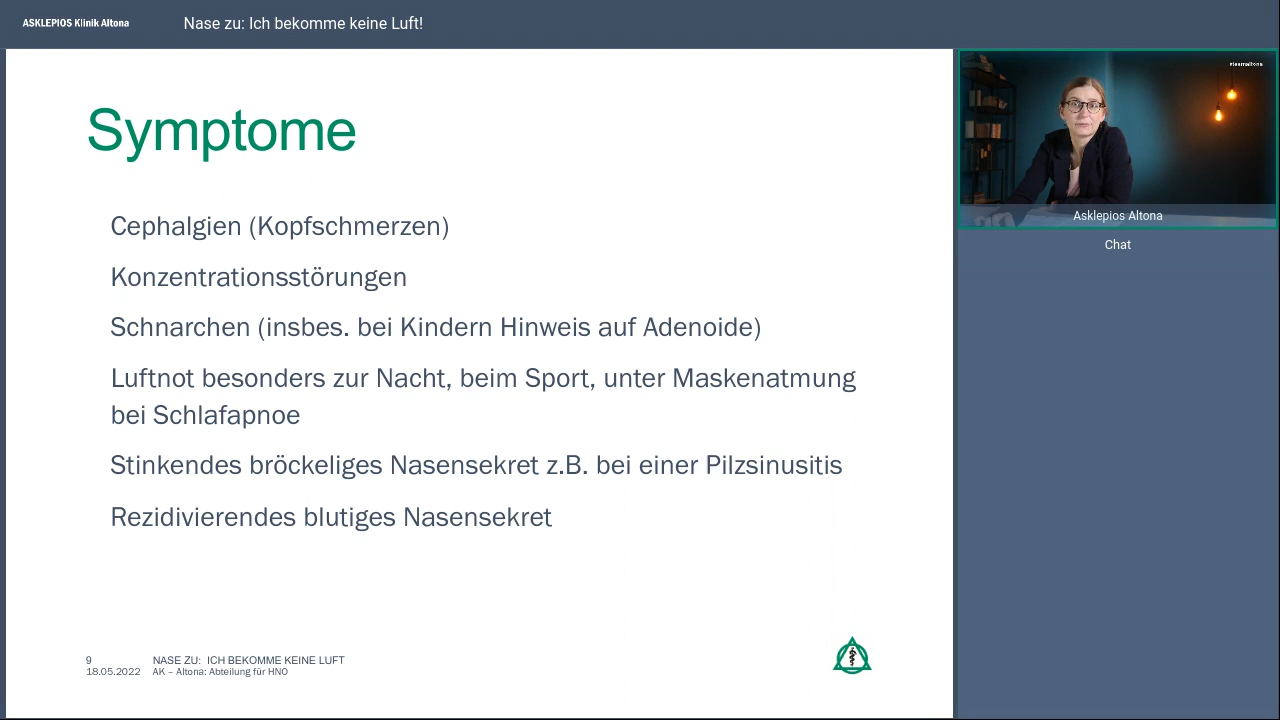 ASKLEPIOS Klinik Altona
Nase zu: Ich bekomme keine Luft!
Symptome
Cephalgien (Kopfschmerzen)
Konzentrationsstörungen
Schnarchen (insbes. bei Kindern Hinweis auf Adenoide)
Luftnot besonders zur Nacht, beim Sport, unter Maskenatmung
bei Schlafapnoe
Stinkendes bröckeliges Nasensekret z.B. bei einer Pilzsinusitis
Rezidivierendes blutiges Nasensekret
9 NASE ZU: ICH BEKOMME KEINE LUFT
18.05.2022 AK – Altona: Abteilung für HNO
#teamaltona
Asklepios Altona
Chat